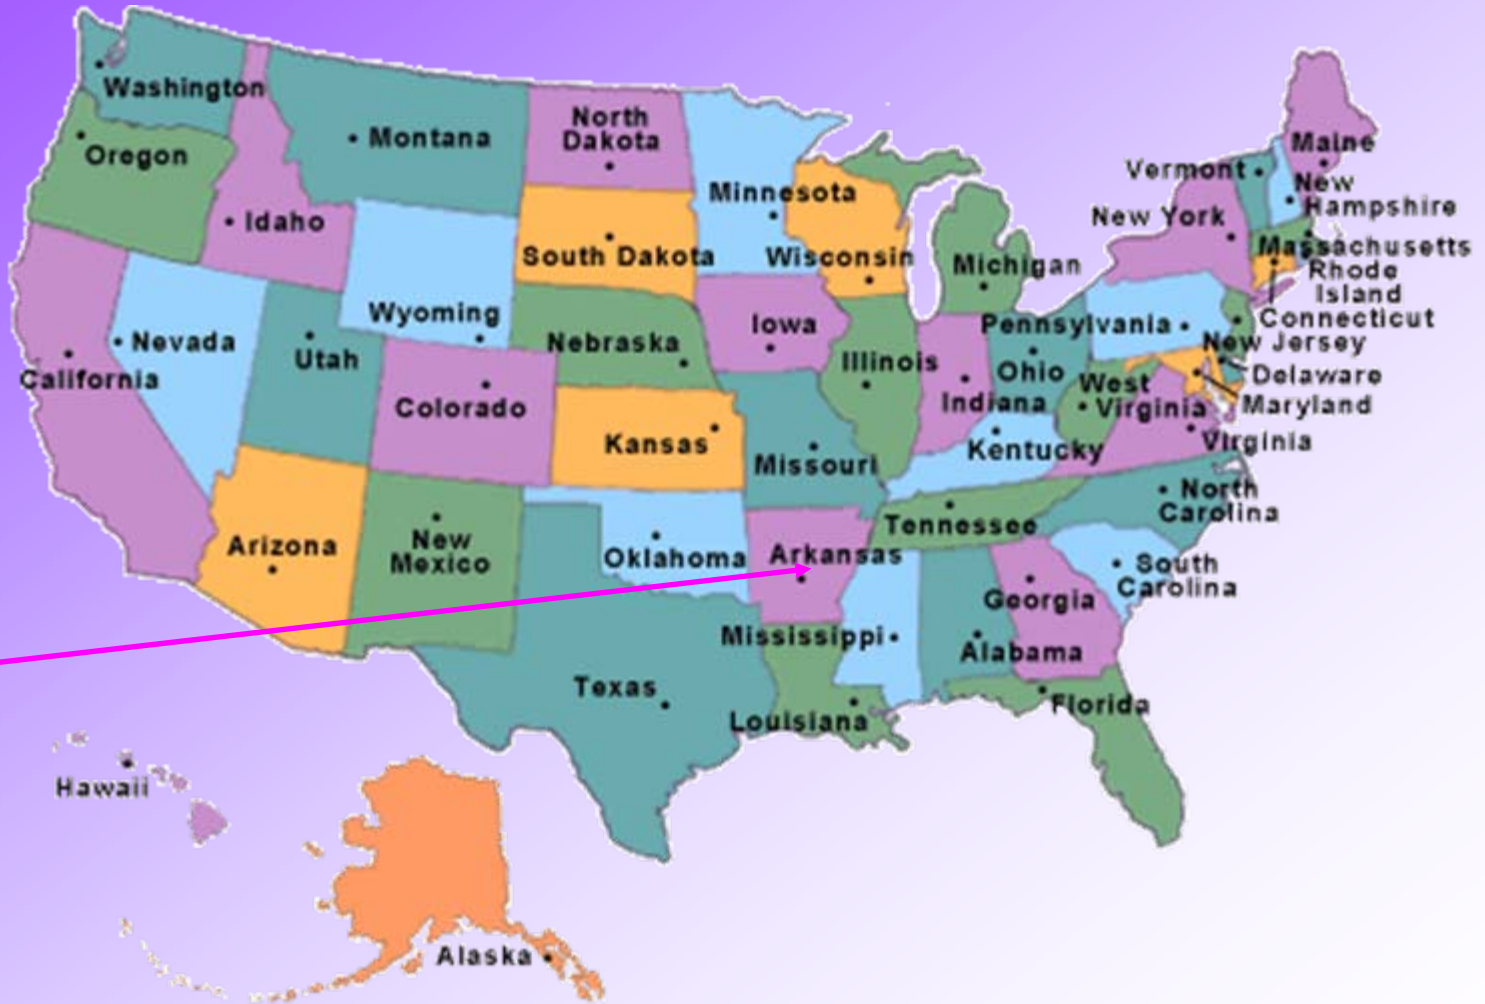 Washington
Montana
North
Dakota
Oregon
Idaho
Minnesota
South Dakota
Wisconsin
Michigan
Maine
Vermont
New
Hampshire
New York
Massachusetts
Rhode
Island
Connecticut
New Jersey
Delaware
Maryland
Wyoming
Nebraska
Iowa
Illinois
Indiana
Ohio
Pennsylvania
West
Virginia
Virginia
Nevada
Utah
California
Colorado
Kansas
Missouri
Kentucky
North
Carolina
Tennessee
Arizona
New
Mexico
Oklahoma
Arkansas
South
Carolina
Georgia
Mississippi
Alabama
Texas
Louisiana
Florida
Hawaii
Alaska